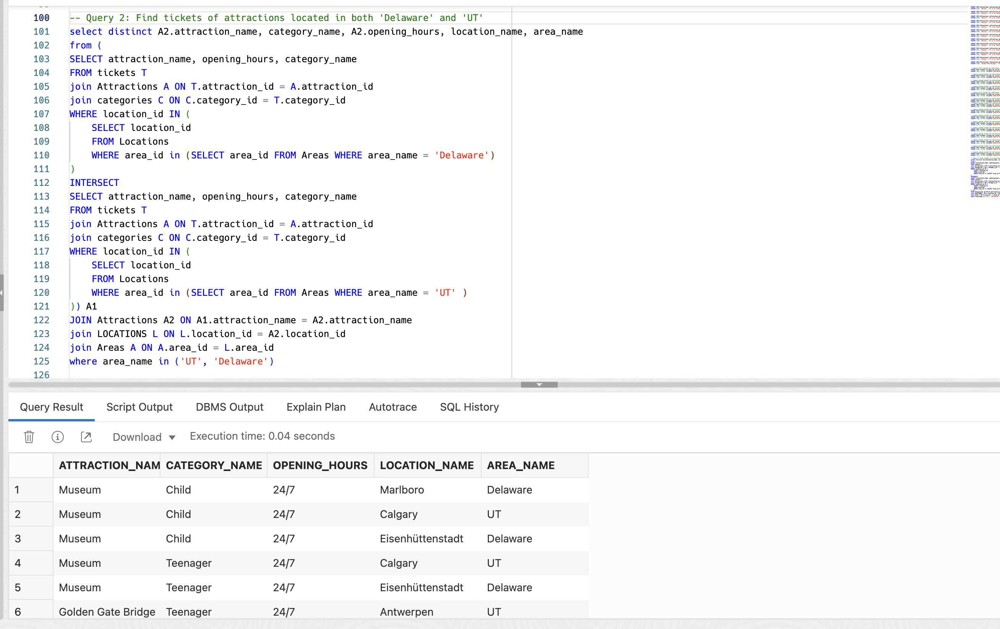 100 -- Query 2: Find tickets of attractions located in both 'Delaware' and 'UT'
101 select distinct A2.attraction_name, category_name, A2.opening_hours, location_name, area_name
102 from (
103 SELECT attraction_name, opening_hours, category_name
104 FROM tickets T
105 join Attractions A ON T.attraction_id = A.attraction_id
106 join categories C ON C.category_id = T.category_id
107 WHERE location_id IN (
108     SELECT location_id
109     FROM Locations
110     WHERE area_id in (SELECT area_id FROM Areas WHERE area_name = 'Delaware')
111 )
112 INTERSECT
113 SELECT attraction_name, opening_hours, category_name
114 FROM tickets T
115 join Attractions A ON T.attraction_id = A.attraction_id
116 join categories C ON C.category_id = T.category_id
117 WHERE location_id IN (
118     SELECT location_id
119     FROM Locations
120     WHERE area_id in (SELECT area_id FROM Areas WHERE area_name = 'UT' )
121 )) A1
122 JOIN Attractions A2 ON A1.attraction_name = A2.attraction_name
123 join LOCATIONS L ON L.location_id = A2.location_id
124 join Areas A ON A.area_id = L.area_id
125 where area_name in ('UT', 'Delaware')
126
Query Result Script Output DBMS Output Explain Plan Autotrace SQL History
Download Execution time: 0.04 seconds
ATTRACTION_NAM CATEGORY_NAME OPENING_HOURS LOCATION_NAME AREA_NAME
1 Museum Child 24/7 Marlboro Delaware
2 Museum Child 24/7 Calgary UT
3 Museum Child 24/7 Eisenhüttenstadt Delaware
4 Museum Teenager 24/7 Calgary UT
5 Museum Teenager 24/7 Eisenhüttenstadt Delaware
6 Golden Gate Bridge Teenager 24/7 Antwerpen UT